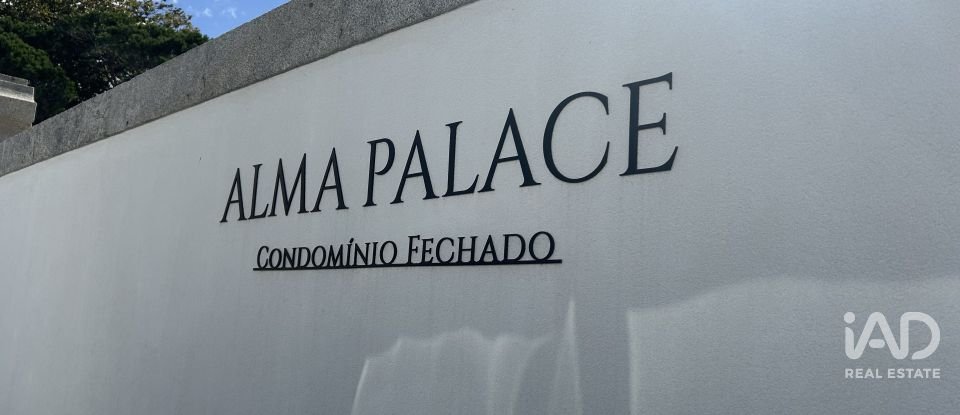 ALMA PALACE
CONDOMÍNIO FECHADO
iAD
REAL ESTATE